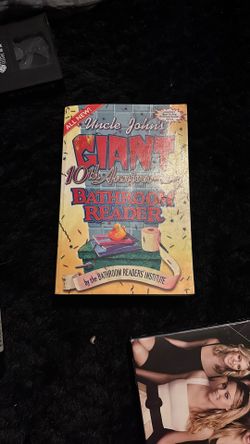 ALL NEW!
Uncle John's
GIANT
10th Anniversary
BATHROOM
READER
by the BATHROOM READERS' INSTITUTE